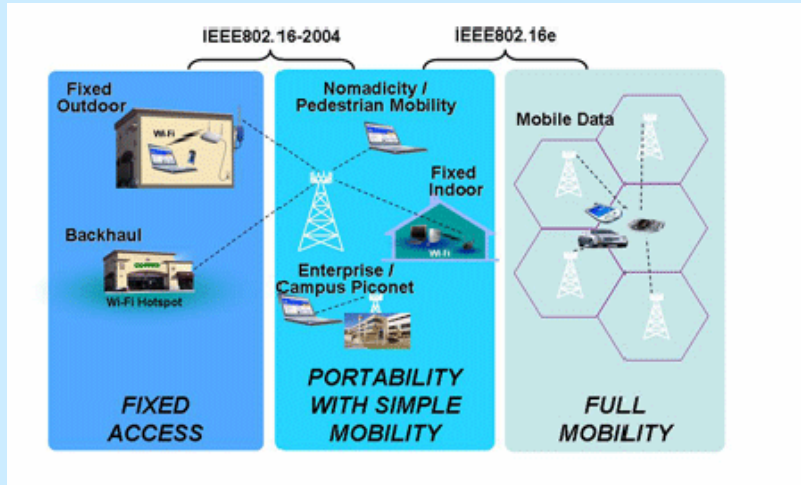 IEEE802.16-2004
IEEE802.16e
Fixed
Outdoor
Wi-Fi
Backhaul
Wi-Fi Hotspot
FIXED
ACCESS
Nomadicity /
Pedestrian Mobility
Fixed
Indoor
Wi-Fi
Enterprise /
Campus Piconet
PORTABILITY
WITH SIMPLE
MOBILITY
Mobile Data
FULL
MOBILITY